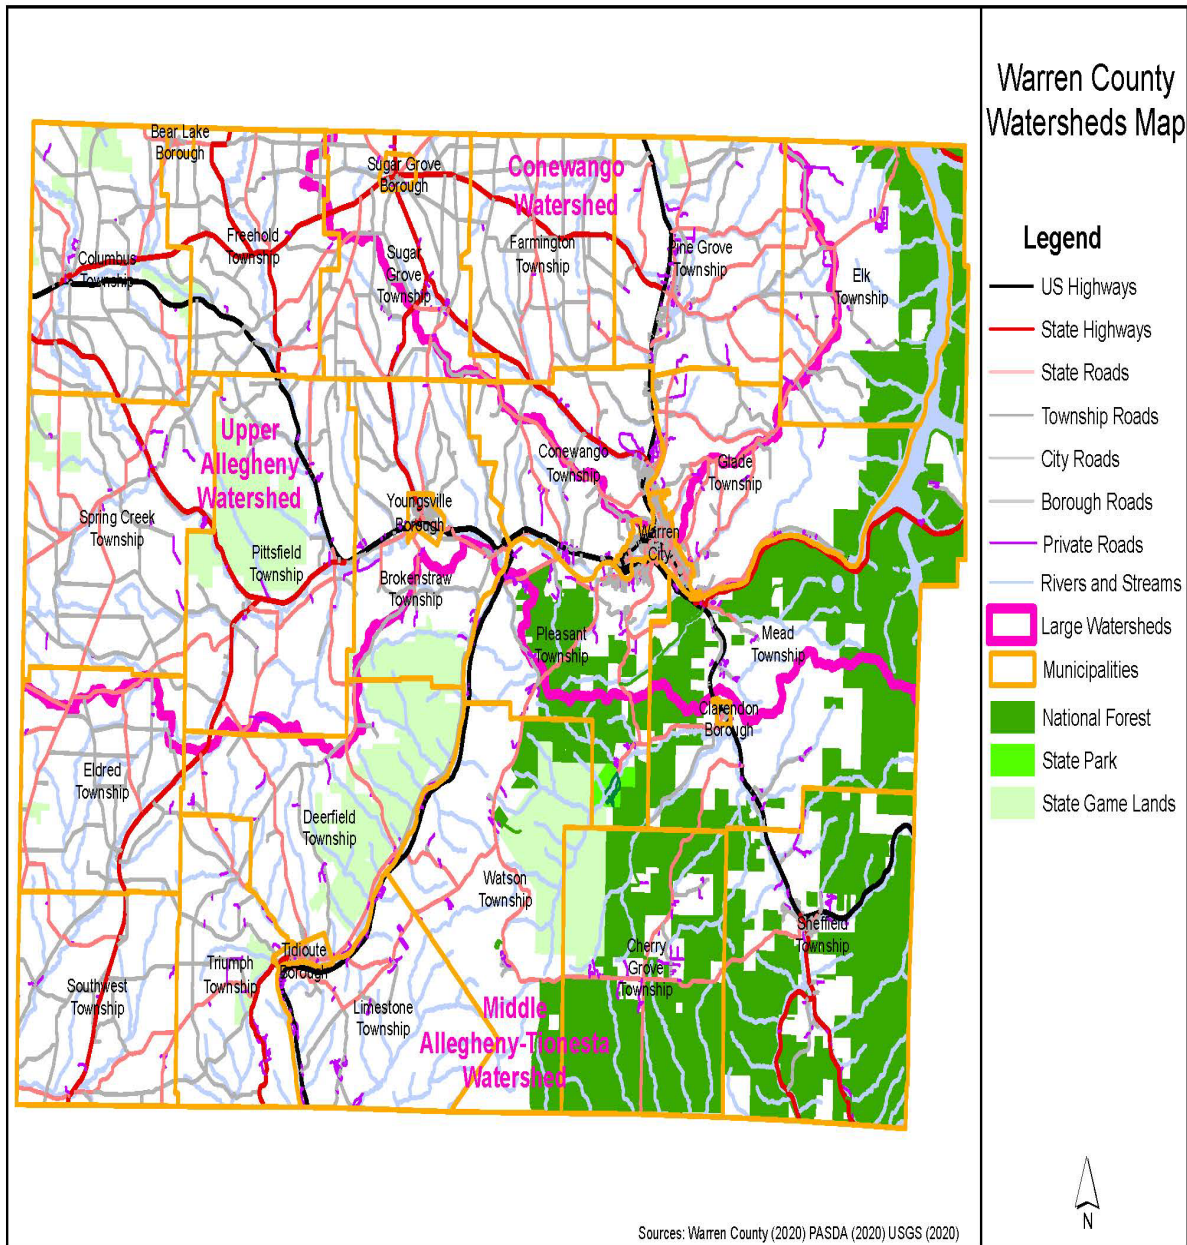 Warren County
Watersheds Map
Legend
US Highways
State Highways
State Roads
Township Roads
City Roads
Borough Roads
Private Roads
Rivers and Streams
Large Watersheds
Municipalities
National Forest
State Park
State Game Lands
N
Bear Lake
Borough
Sugar Grove
Borough
Conewango
Watershed
Columbus
Township
Freehold
Township
Sugar
Grove
Township
Farmington
Township
Pine Grove
Township
Elk
Township
Upper
Allegheny
Watershed
Conewango
Township
Glade
Township
Spring Creek
Township
Youngsville
Borough
Warren
City
Pittsfield
Township
Brokenstraw
Township
Pleasant
Township
Mead
Township
Clarendon
Borough
Eldred
Township
Deerfield
Township
Watson
Township
Sheffield
Township
Cherry
Grove
Township
Tidioute
Borough
Triumph
Township
Southwest
Township
Limestone
Township
Middle
Allegheny-Tionesta
Watershed
Sources: Warren County (2020) PASDA (2020) USGS (2020)